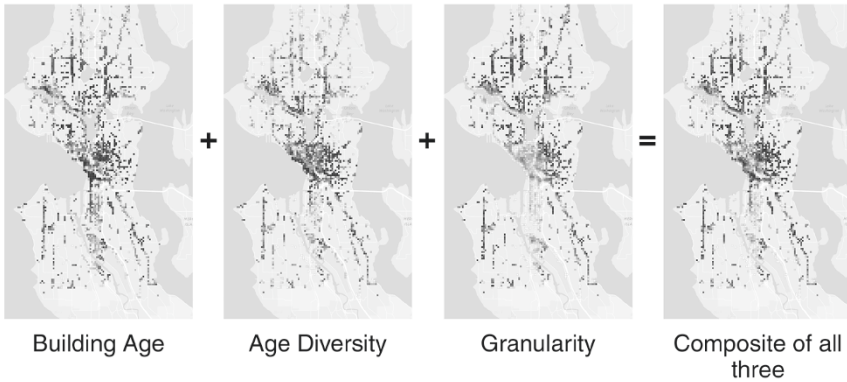 +
+
=
Building Age
Age Diversity
Granularity
Composite of all
three